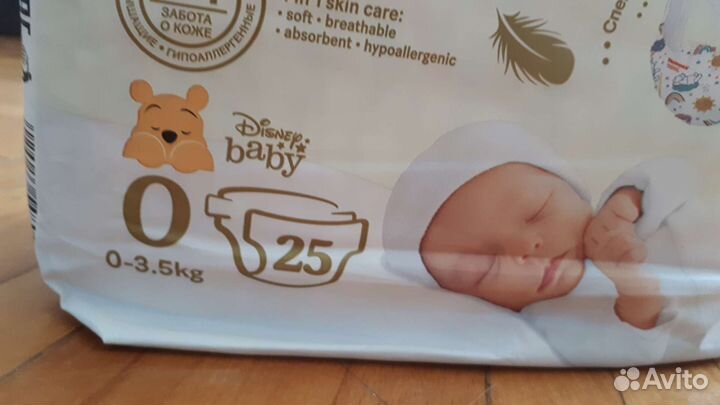 ЗАБОТА
О КОЖЕ
• ГИПОАЛЛЕРГЕННЫЕ
skin care:
• soft • breathable
• absorbent • hypoallergenic
Disney
baby
0
0-3.5kg
25
Avito